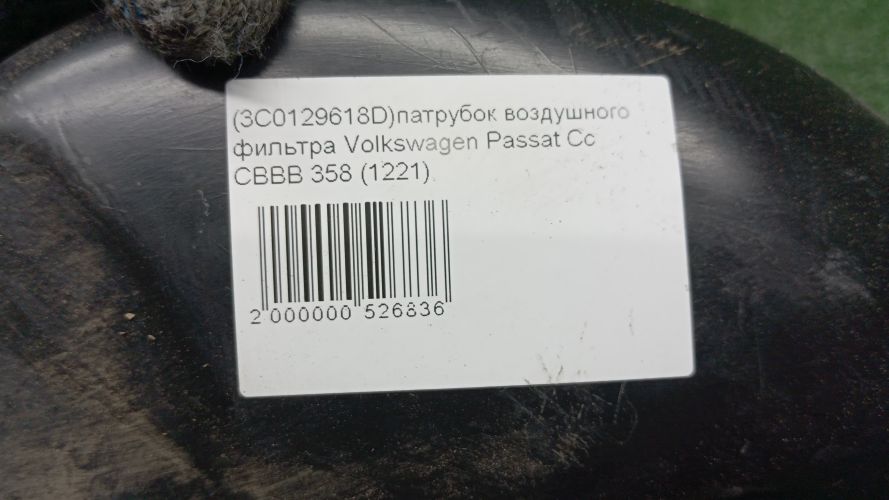 (3C0129618D)патрубок воздушного
фильтра Volkswagen Passat Cc
CBBB 358 (1221)
2 000000 526836